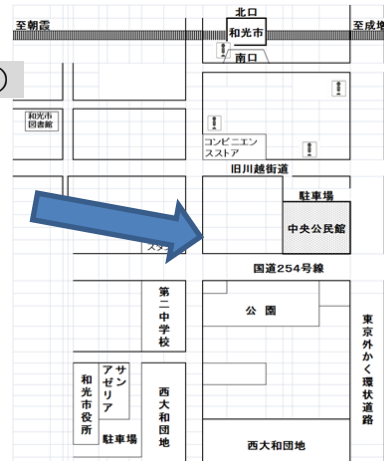 北口
至朝霞
和光市
至成増
南口
和光市
図書館
コンビニエン
スストア
旧川越街道
駐車場
中央公民館
スタ
国道254号線
第二中学校
公園
東京外かく環状道路
サンアゼリア
和光市役所
駐車場
西大和団地
西大和団地